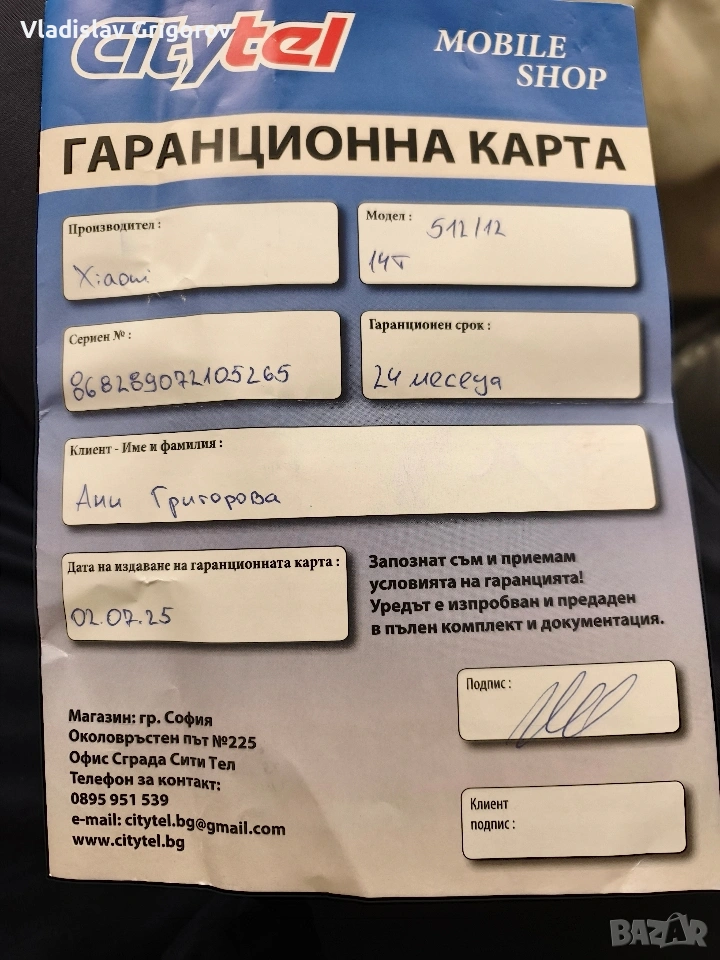 Vladislav Grigorov
Citytel
MOBILE
SHOP
ГАРАНЦИОННА КАРТА
Производител :
Xiaomi
Модел : 512/12
14T
Сериен № :
868289072105265
Гаранционен срок :
24 месеца
Клиент - Име и фамилия :
Ани Григорова
Дата на издаване на гаранционната карта :
02.07.25
Запознат съм и приемам
условията на гаранцията!
Уредът е изпробван и предаден
в пълен комплект и документация.
Подпис :
Магазин: гр. София
Околовръстен път №225
Офис Сграда Сити Тел
Телефон за контакт:
0895 951 539
e-mail: citytel.bg@gmail.com
www.citytel.bg
Клиент
подпис :
BAZAR